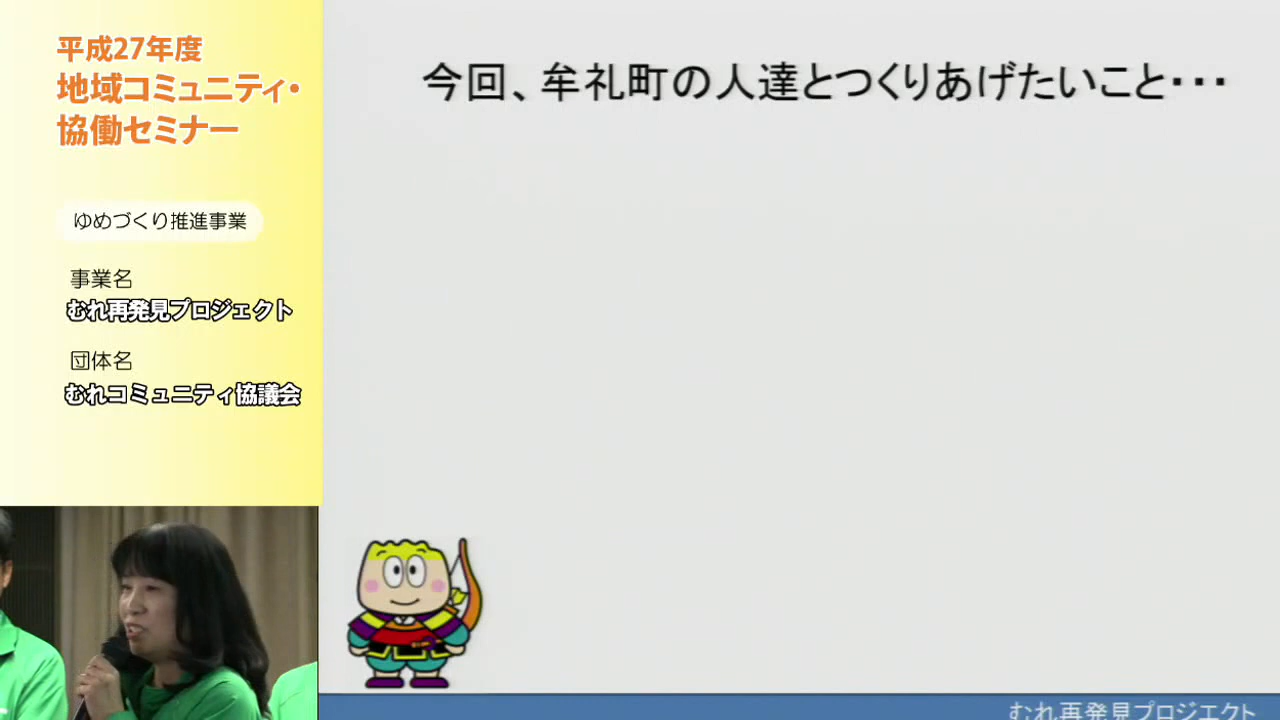 平成27年度
地域コミュニティ・
協働セミナー
ゆめづくり推進事業
事業名
むれ再発見プロジェクト
団体名
むれコミュニティ協議会
今回、牟礼町の人達とつくりあげたいこと・・・
むれ再発見プロジェクト